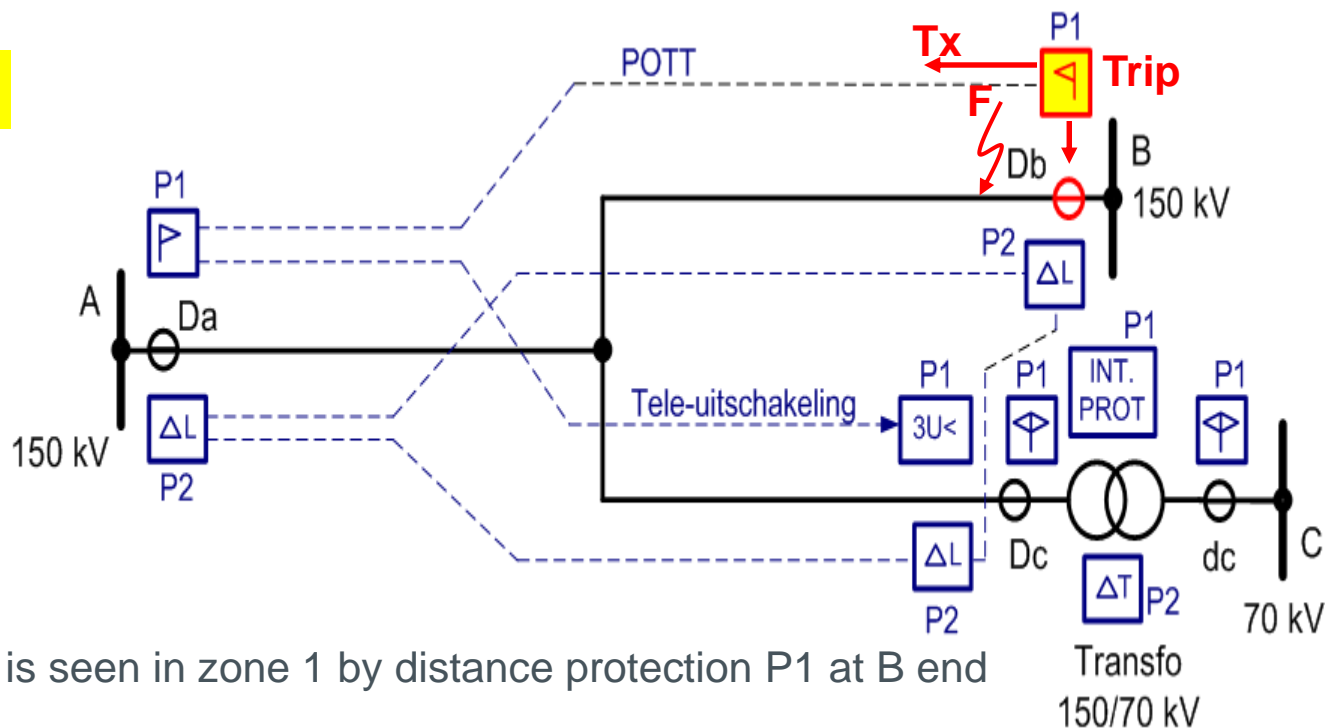 P1
Tx
Trip
POTT
F
Db
B
150 kV
P1
P2
ΔL
A
Da
P1
INT.
PROT
P1
P1
P1
Tele-uitschakeling
3U<
ΔL
150 kV
P2
ΔL
P2
Dc
ΔT
P2
dc
C
70 kV
is seen in zone 1 by distance protection P1 at B end
Transfo
150/70 kV